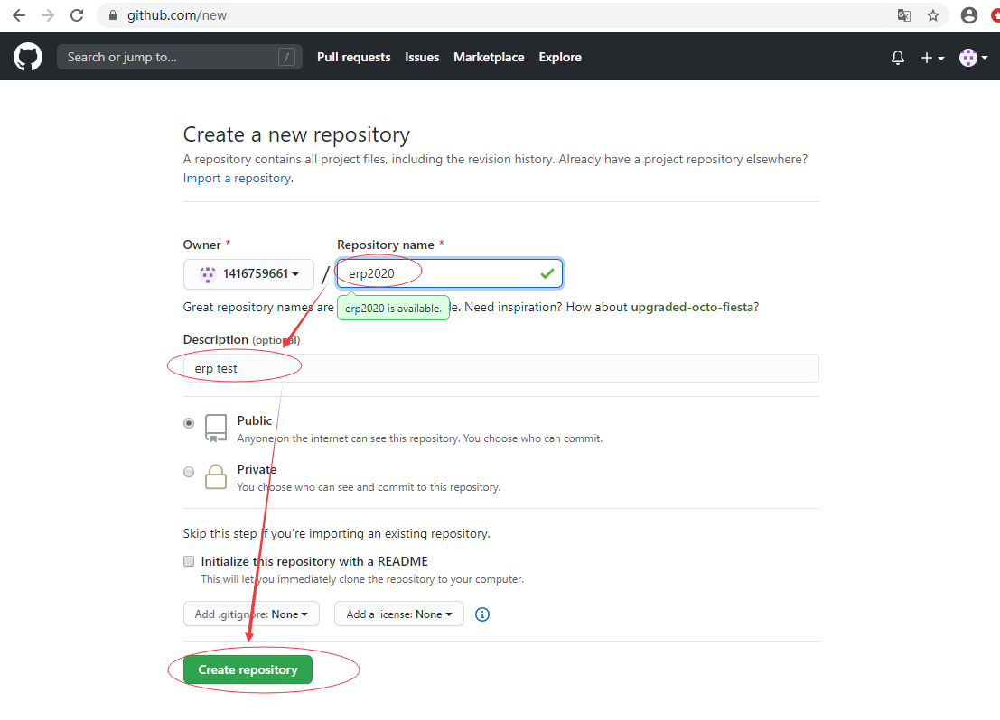 github.com/new
Search or jump to... / Pull requests Issues Marketplace Explore
Create a new repository
A repository contains all project files, including the revision history. Already have a project repository elsewhere?
Import a repository.
Owner * Repository name *
1416759661 / erp2020
Great repository names are le. Need inspiration? How about upgraded-octo-fiesta?
erp2020 is available.
Description (optional)
erp test
Public
Anyone on the internet can see this repository. You choose who can commit.
Private
You choose who can see and commit to this repository.
Skip this step if you're importing an existing repository.
Initialize this repository with a README
This will let you immediately clone the repository to your computer.
Add .gitignore: None Add a license: None
Create repository